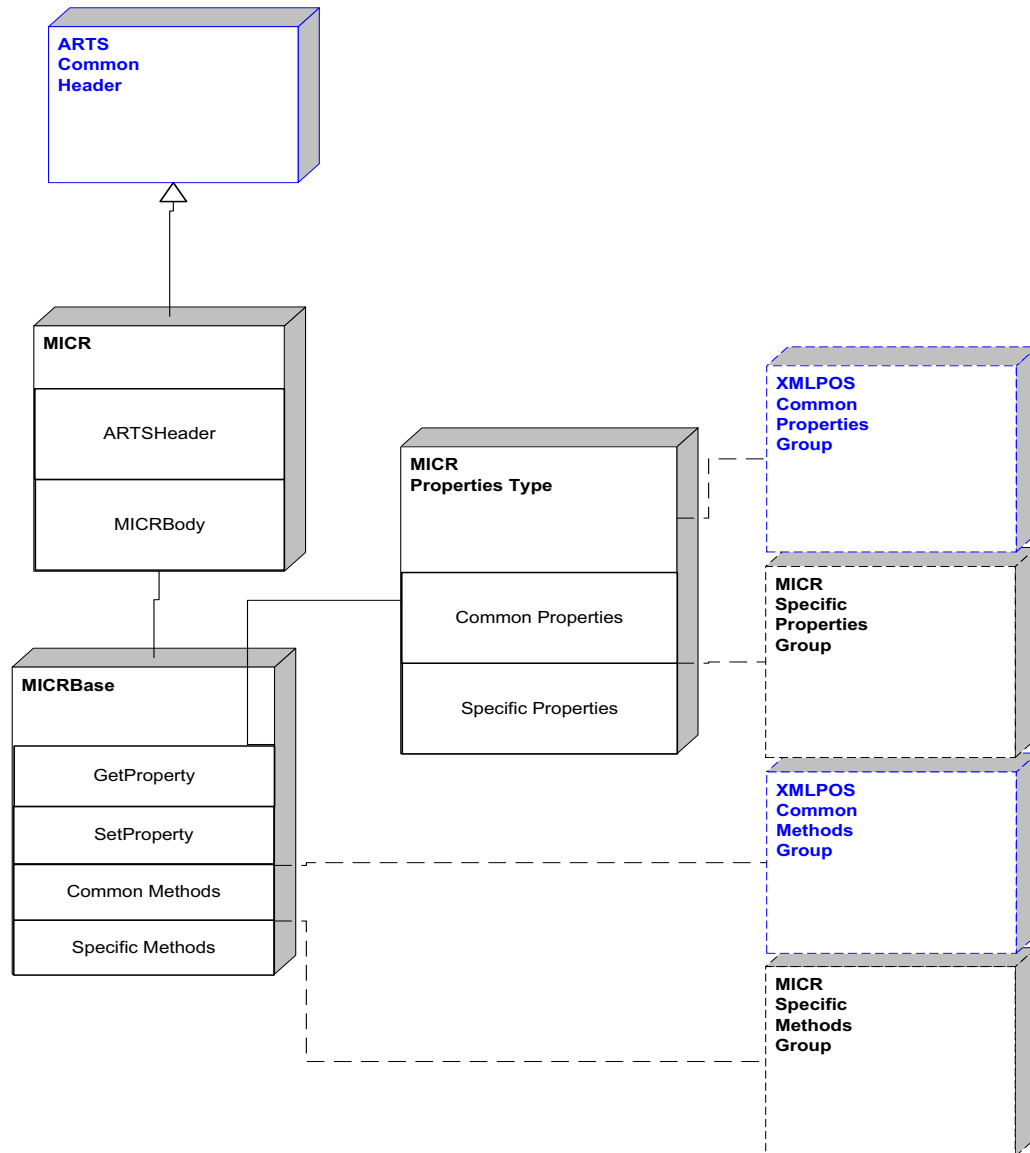 ARTS
Common
Header
MICR
ARTSHeader
MICRBody
MICRBase
GetProperty
SetProperty
Common Methods
Specific Methods
MICR
Properties Type
Common Properties
Specific Properties
XMLPOS
Common
Properties
Group
MICR
Specific
Properties
Group
XMLPOS
Common
Methods
Group
MICR
Specific
Methods
Group